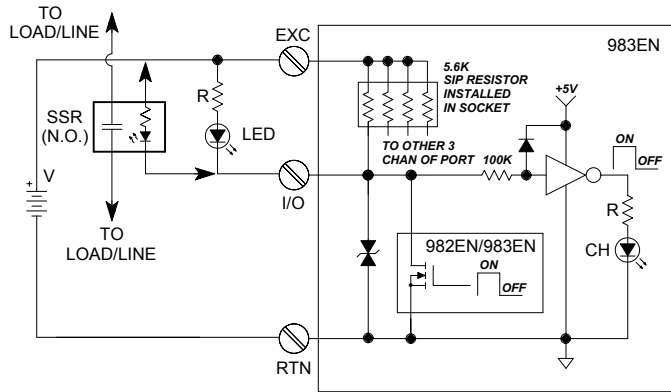 TO
LOAD/LINE
EXC
983EN
5.6K
SIP RESISTOR
INSTALLED
IN SOCKET
+5V
R
SSR
(N.O.)
LED
TO OTHER 3
CHAN OF PORT
100K
ON
OFF
+
V
I/O
R
TO
LOAD/LINE
982EN/983EN
ON
OFF
CH
RTN